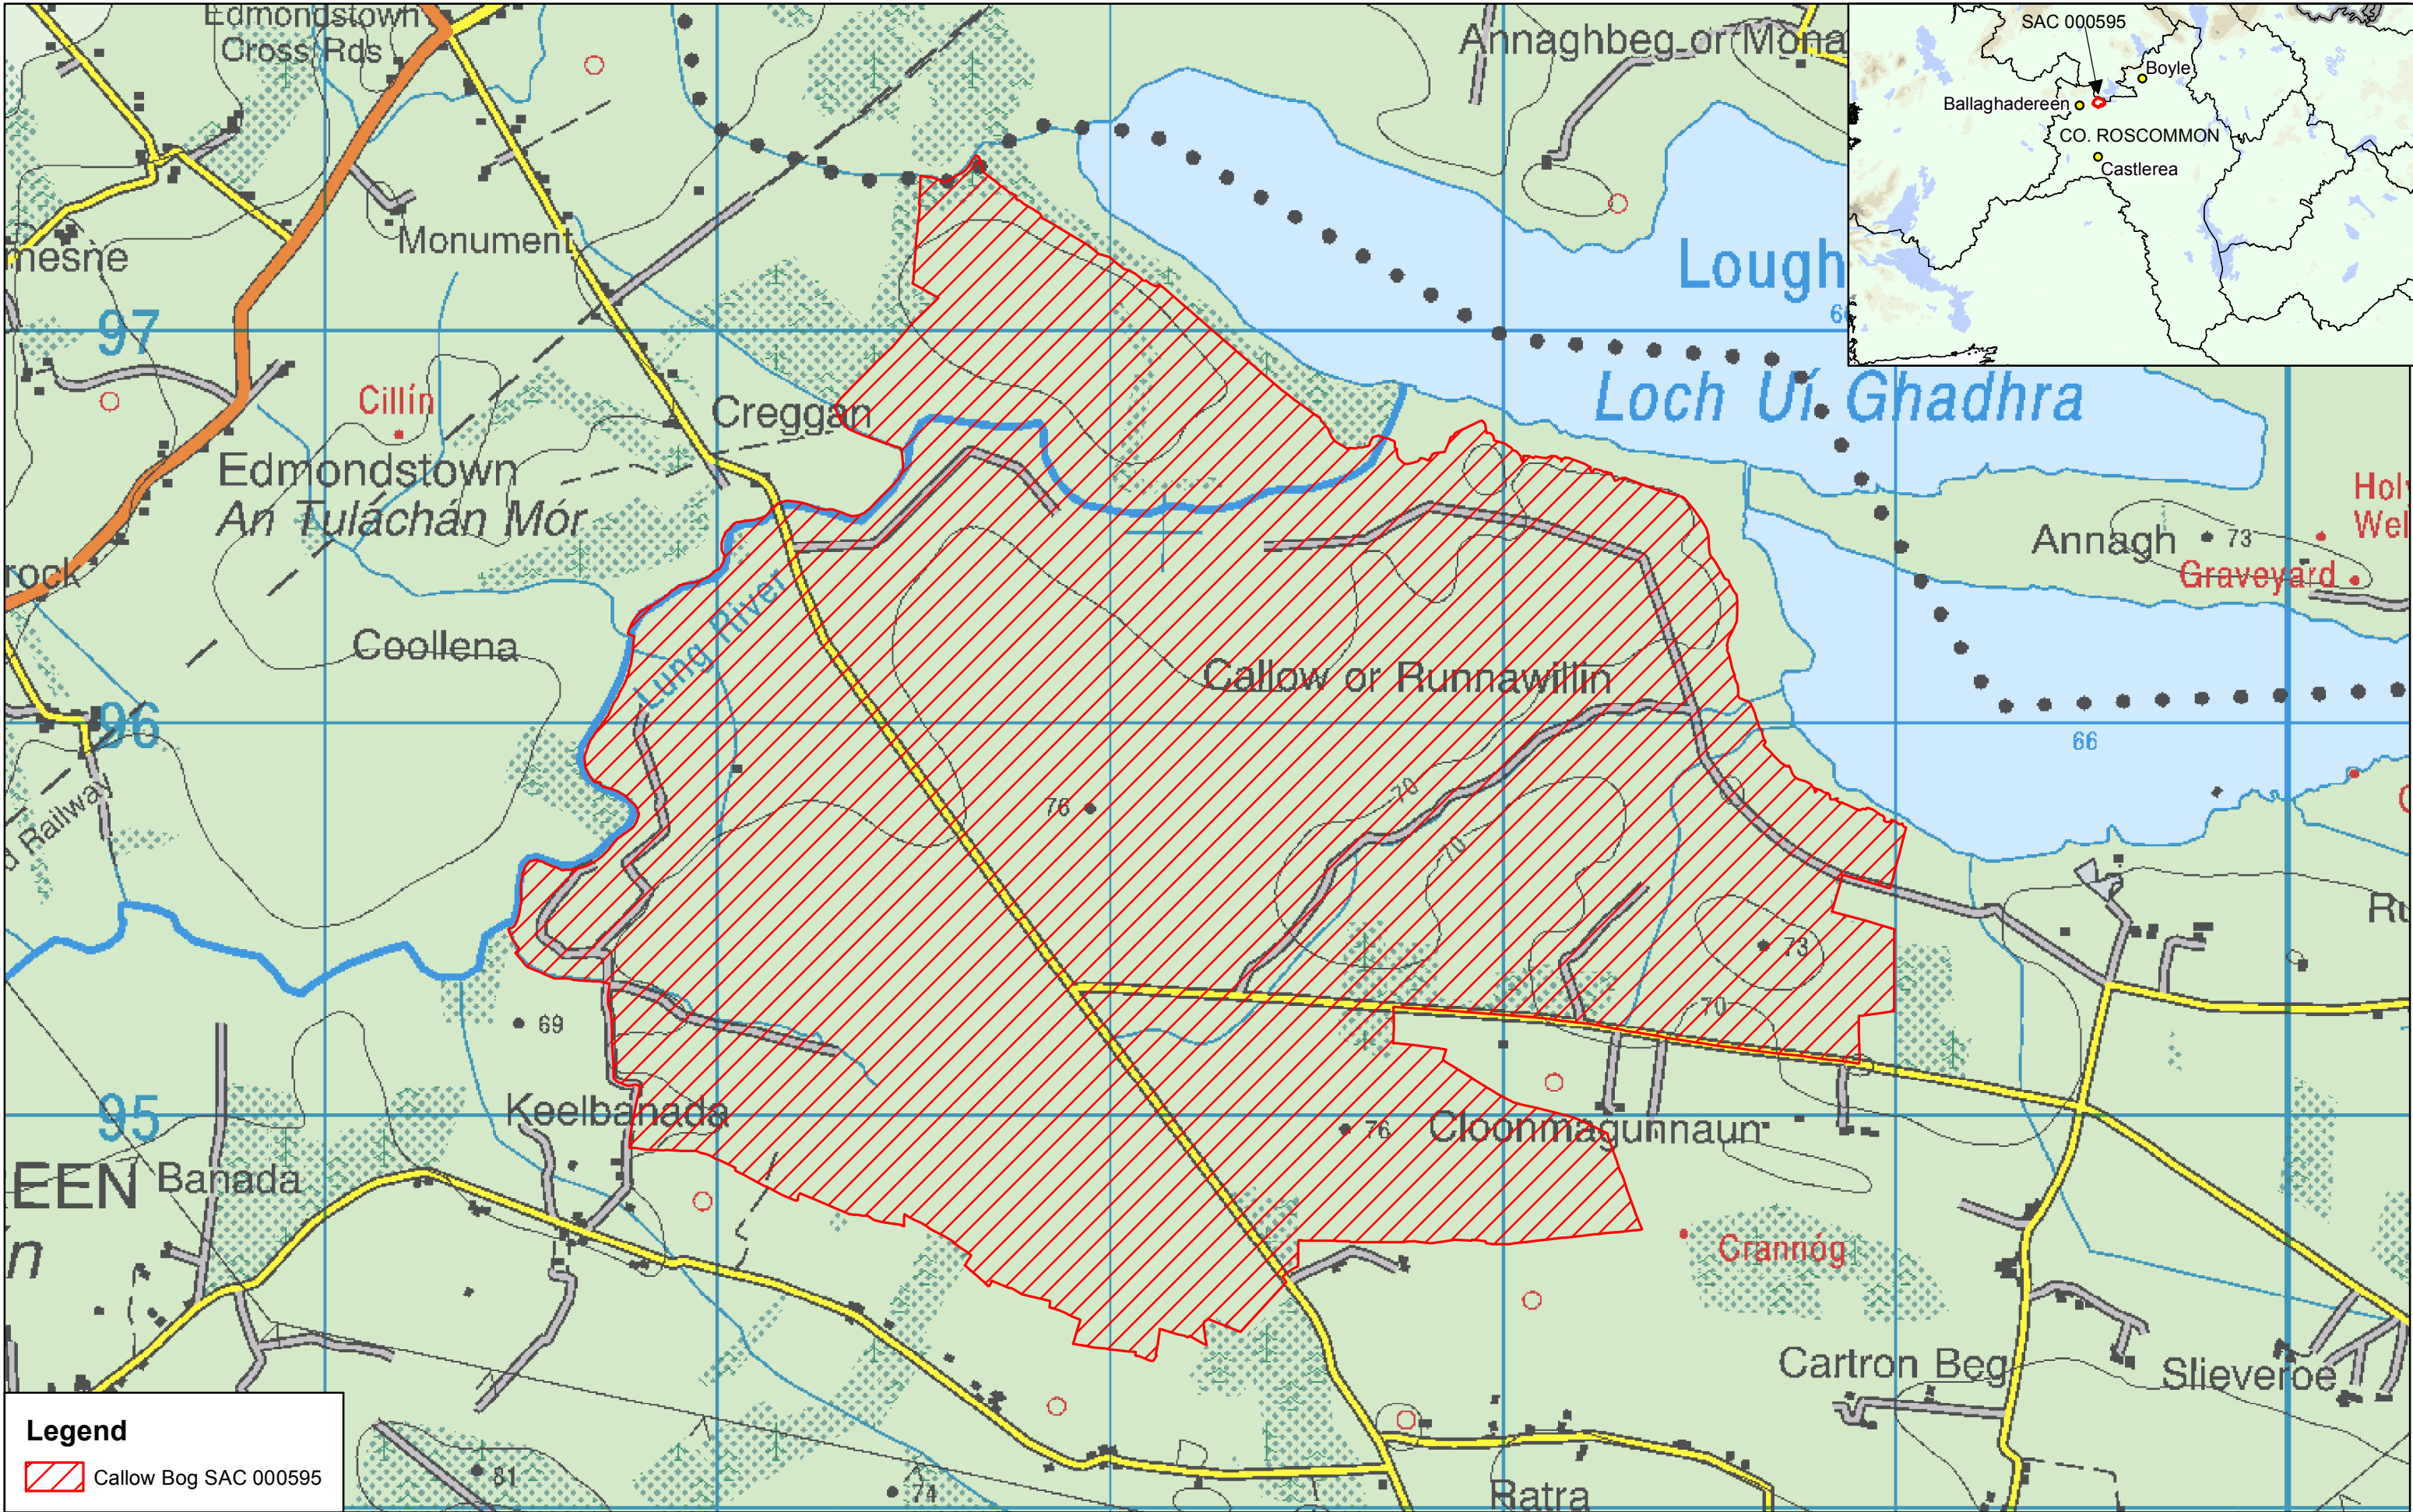 Edmondstown
Cross Rds
Annaghbeg or Mona
SAC 000595
Boyle
Ballaghadereen
CO. ROSCOMMON
Castlerea
Monument
mesne
Lough
97
Loch Uí Ghadhra
Cillín
Creggan
Edmondstown
An Tuláchán Mór
Annagh
73
Graveyard
rock
Coollena
Lung River
Callow or Runnawillin
96
66
76
70
70
d Railway
73
70
69
Keelbanada
95
76
Cloonmagunnaun
EEN
Banada
n
Crannóg
Cartron Beg
Slieveroe
Legend
Callow Bog SAC 000595
81
74
Ratra